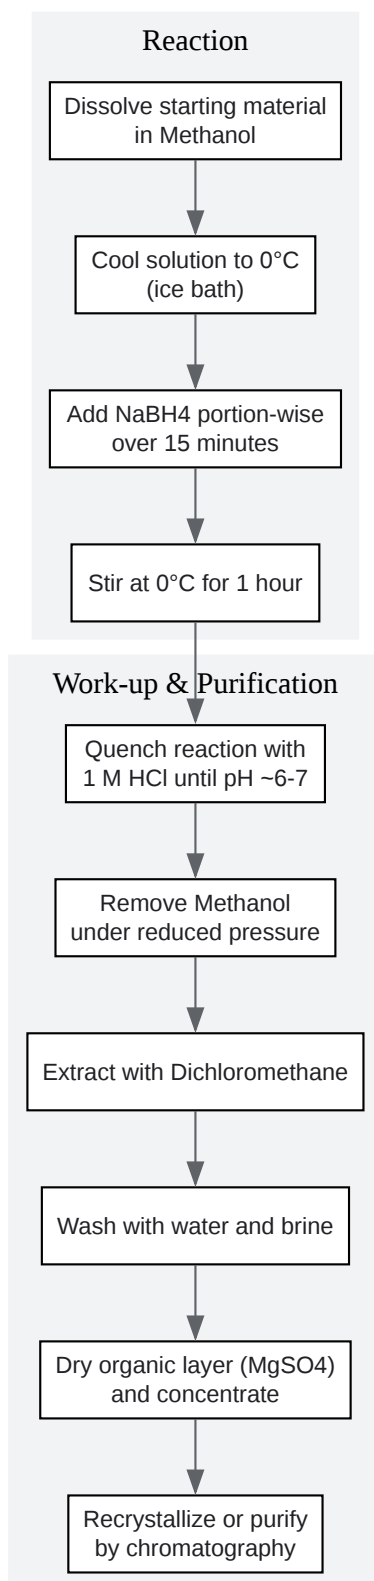 Reaction
Dissolve starting material
in Methanol
Cool solution to 0°C
(ice bath)
Add NaBH4 portion-wise
over 15 minutes
Stir at 0°C for 1 hour
Work-up & Purification
Quench reaction with
1 M HCl until pH ~6-7
Remove Methanol
under reduced pressure
Extract with Dichloromethane
Wash with water and brine
Dry organic layer (MgSO4)
and concentrate
Recrystallize or purify
by chromatography